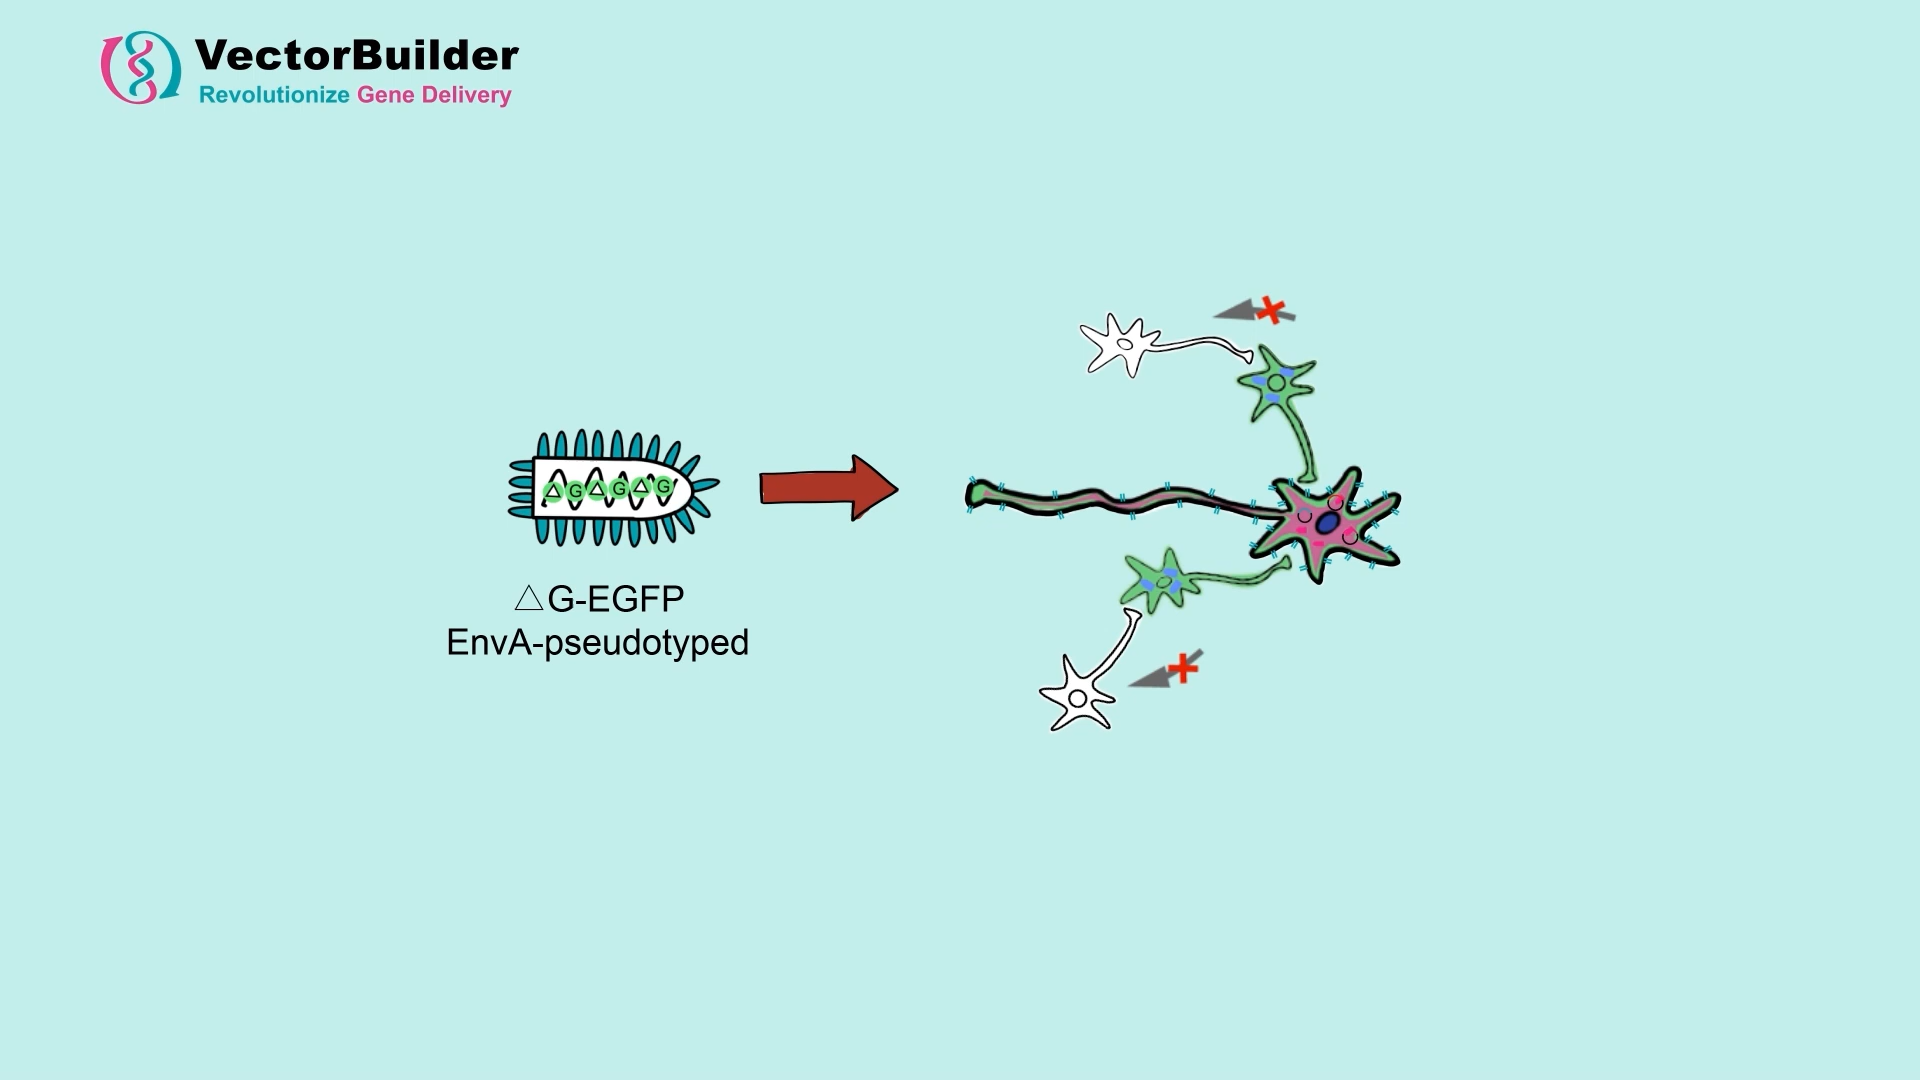 VectorBuilder
Revolutionize Gene Delivery
△G△G△G
△G-EGFP
EnvA-pseudotyped